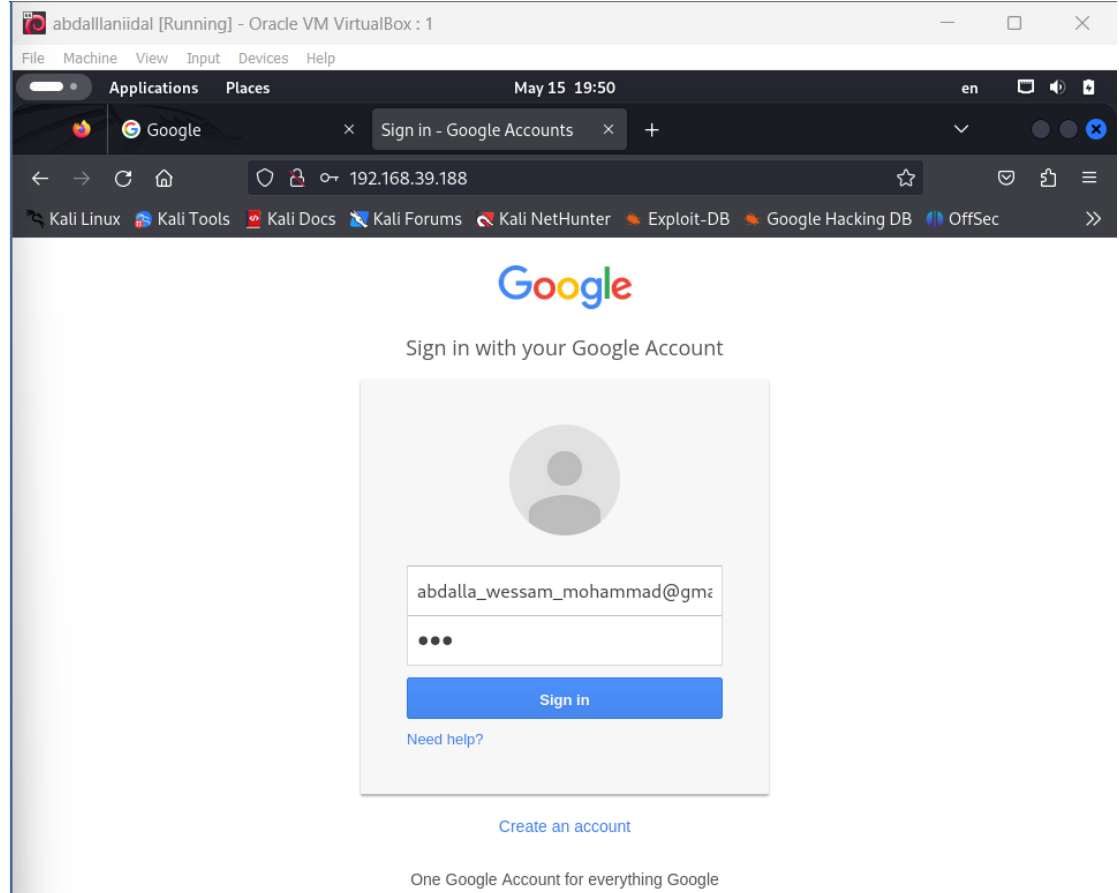 abdalllaniidal [Running] - Oracle VM VirtualBox : 1
File Machine View Input Devices Help
Applications Places May 15 19:50 en
Google Sign in - Google Accounts
192.168.39.188
Kali Linux Kali Tools Kali Docs Kali Forums Kali NetHunter Exploit-DB Google Hacking DB OffSec
Google
Sign in with your Google Account
abdalla_wessam_mohammad@gma
Sign in
Need help?
Create an account
One Google Account for everything Google